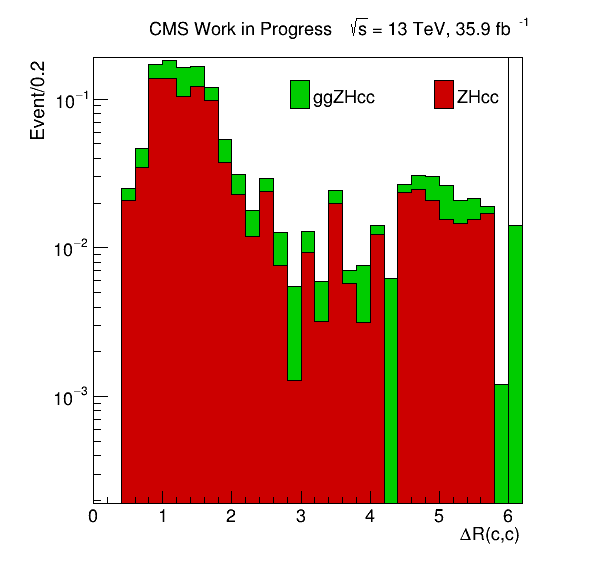 CMS Work in Progress √s = 13 TeV, 35.9 fb -1
Event/0.2
ggZHcc ZHcc
10−1
10−2
10−3
0 1 2 3 4 5 6
ΔR(c,c)